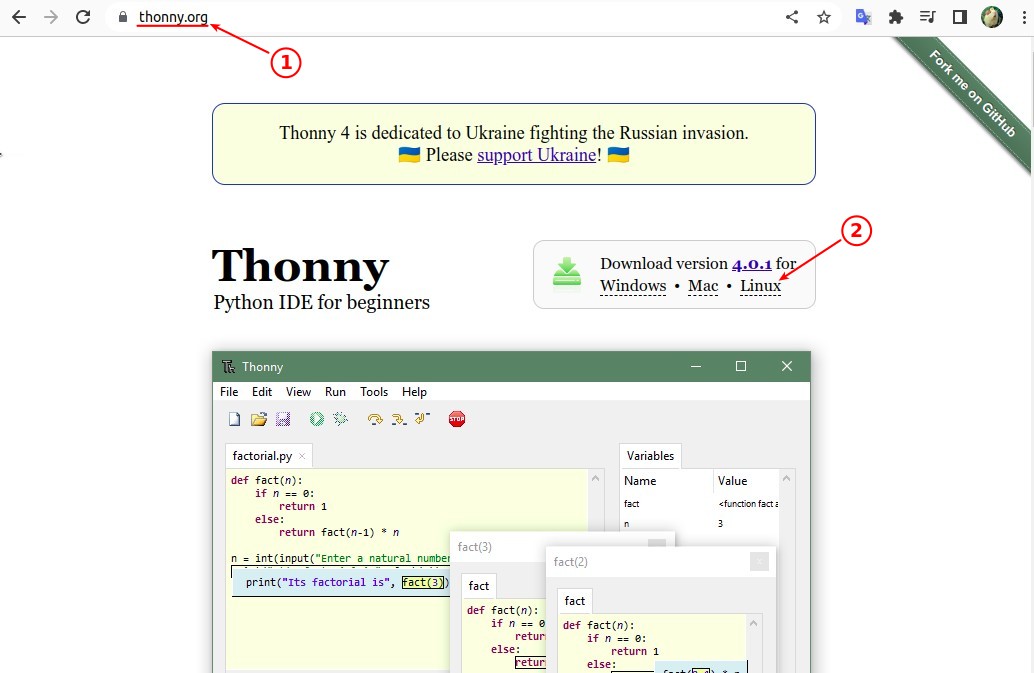 thonny.org
1
Fork me on GitHub
Thonny 4 is dedicated to Ukraine fighting the Russian invasion.
🇺🇦 Please support Ukraine! 🇺🇦
2
Thonny
Python IDE for beginners
Download version 4.0.1 for
Windows • Mac • Linux
Thonny
File Edit View Run Tools Help
STOP
factorial.py
def fact(n):
    if n == 0:
        return 1
    else:
        return fact(n-1) * n
n = int(input("Enter a natural number
print("Its factorial is", fact(3))
Variables
Name Value
fact <function fact a
n 3
fact(3)
fact
def fact(n):
    if n == 0
        retur
    else:
        retur
fact(2)
fact
def fact(n):
    if n == 0:
        return 1
    else: